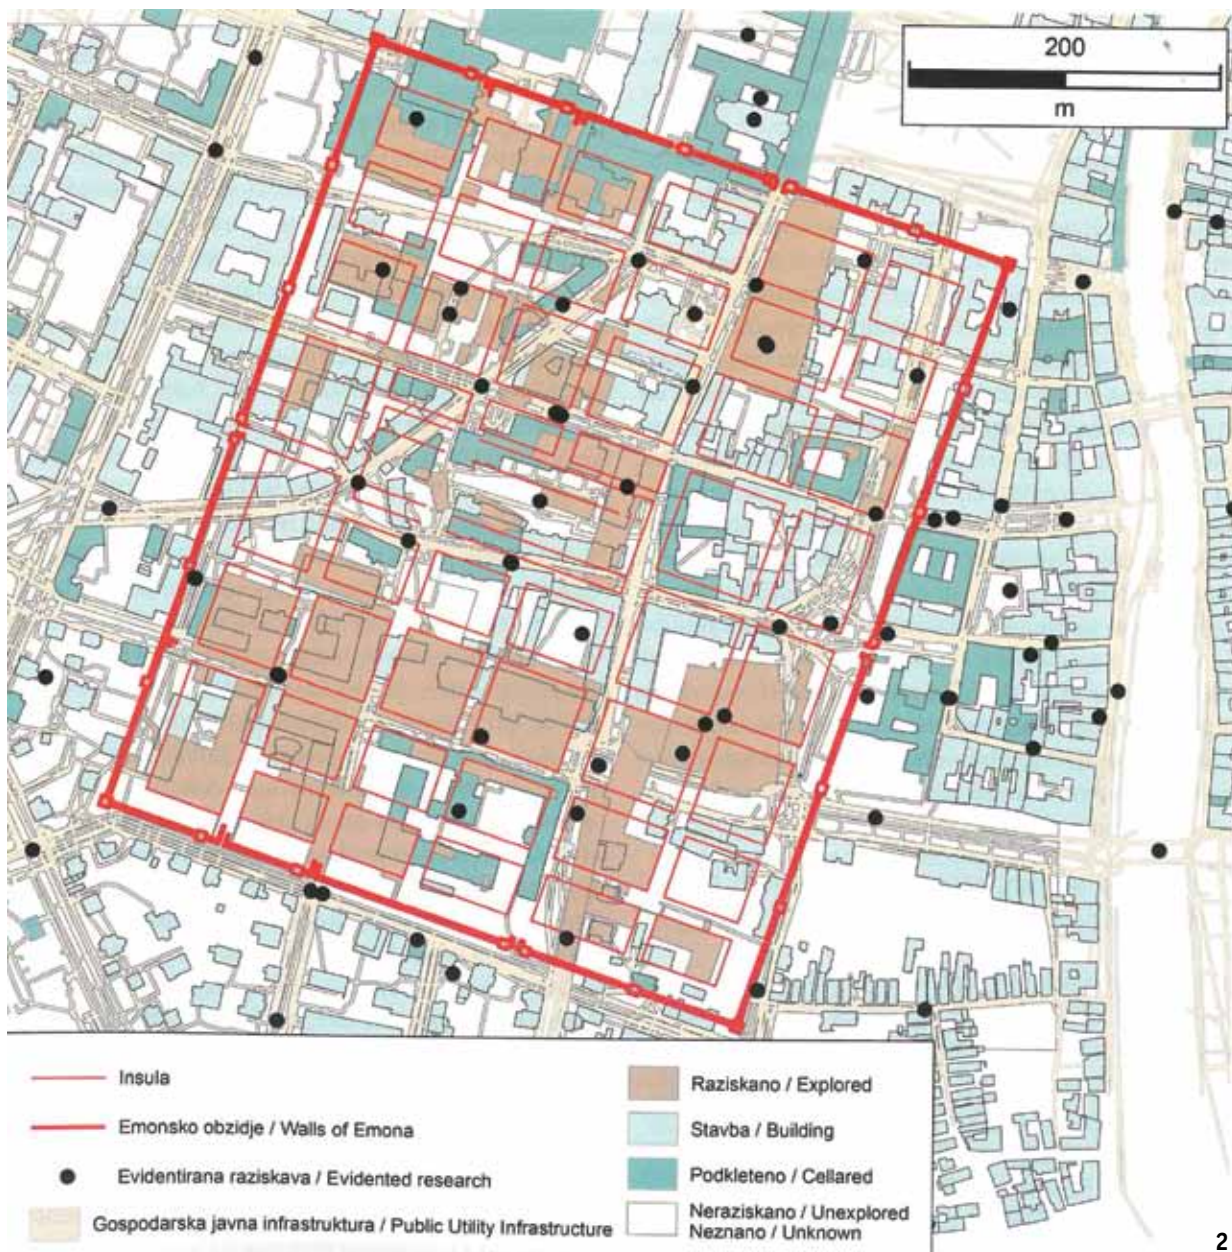 200
m
Insula
Emonsko obzidje / Walls of Emona
Evidentirana raziskava / Evidented research
Gospodarska javna infrastruktura / Public Utility Infrastructure
Raziskano / Explored
Stavba / Building
Podkleteno / Cellared
Neraziskano / Unexplored
Neznano / Unknown
2